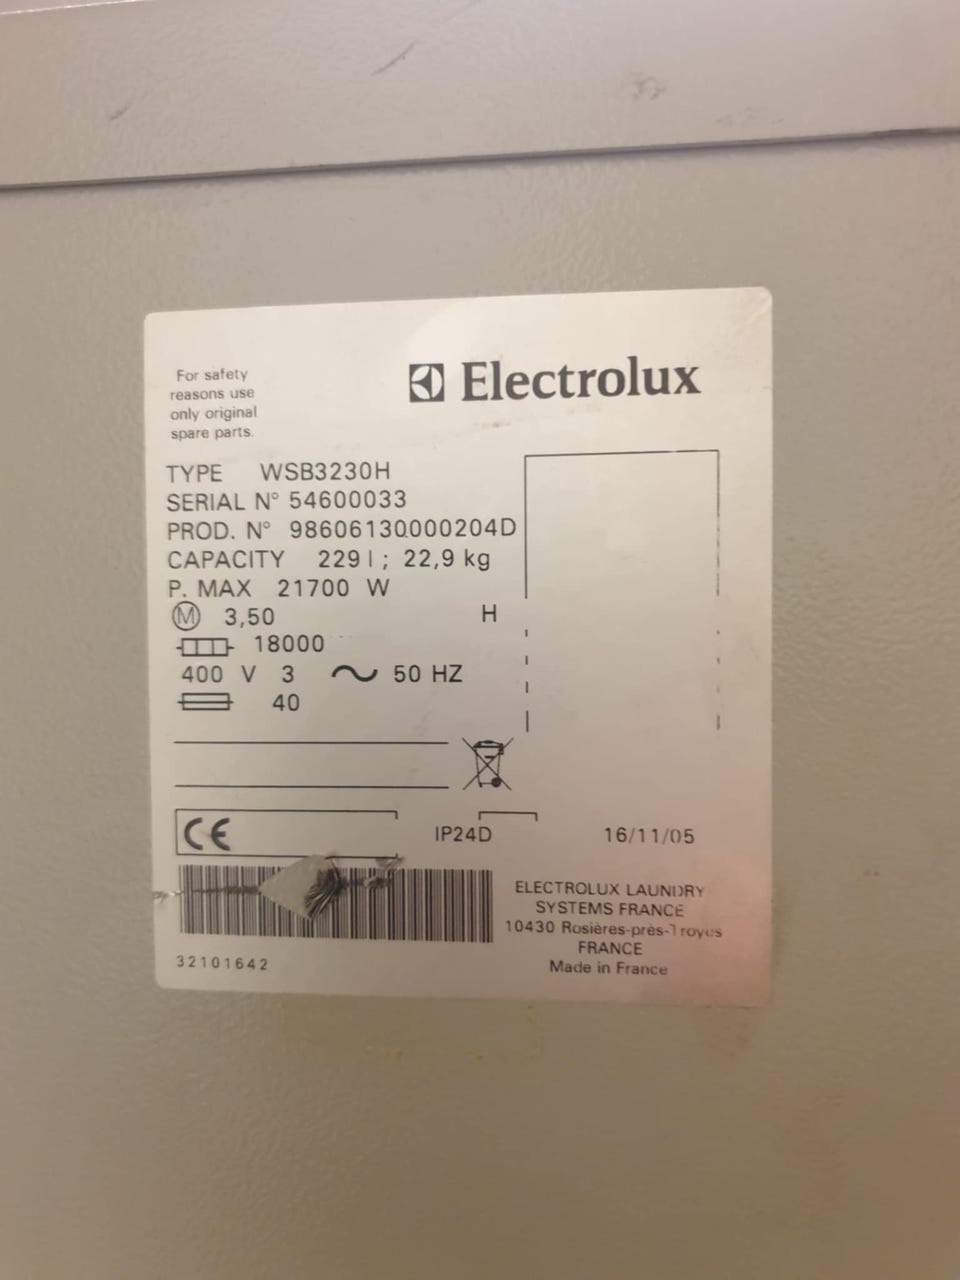 For safety
reasons use
only original
spare parts.
Electrolux
TYPE WSB3230H
SERIAL N° 54600033
PROD. N° 98606130000204D
CAPACITY 229 l ; 22,9 kg
P. MAX 21700 W
M 3,50 H
18000
400 V 3 ~ 50 HZ
40
CE IP24D 16/11/05
ELECTROLUX LAUNDRY
SYSTEMS FRANCE
10430 Rosières-près-Troyes
FRANCE
Made in France
32101642